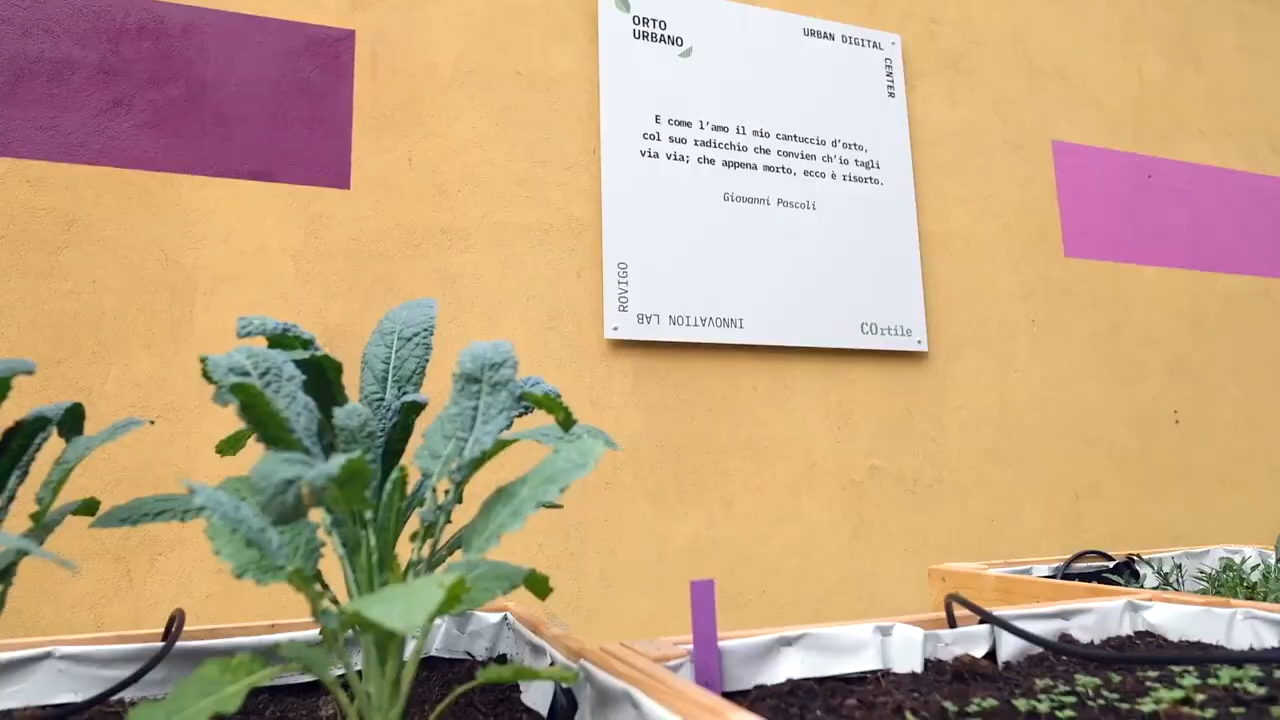 ORTO
URBANO
URBAN DIGITAL
CENTER
E come l'amo il mio cantuccio d'orto,
col suo radicchio che convien ch'io tagli
via via; che appena morto, ecco è risorto.
Giovanni Pascoli
ROVIGO
INNOVATION LAB
COrtile